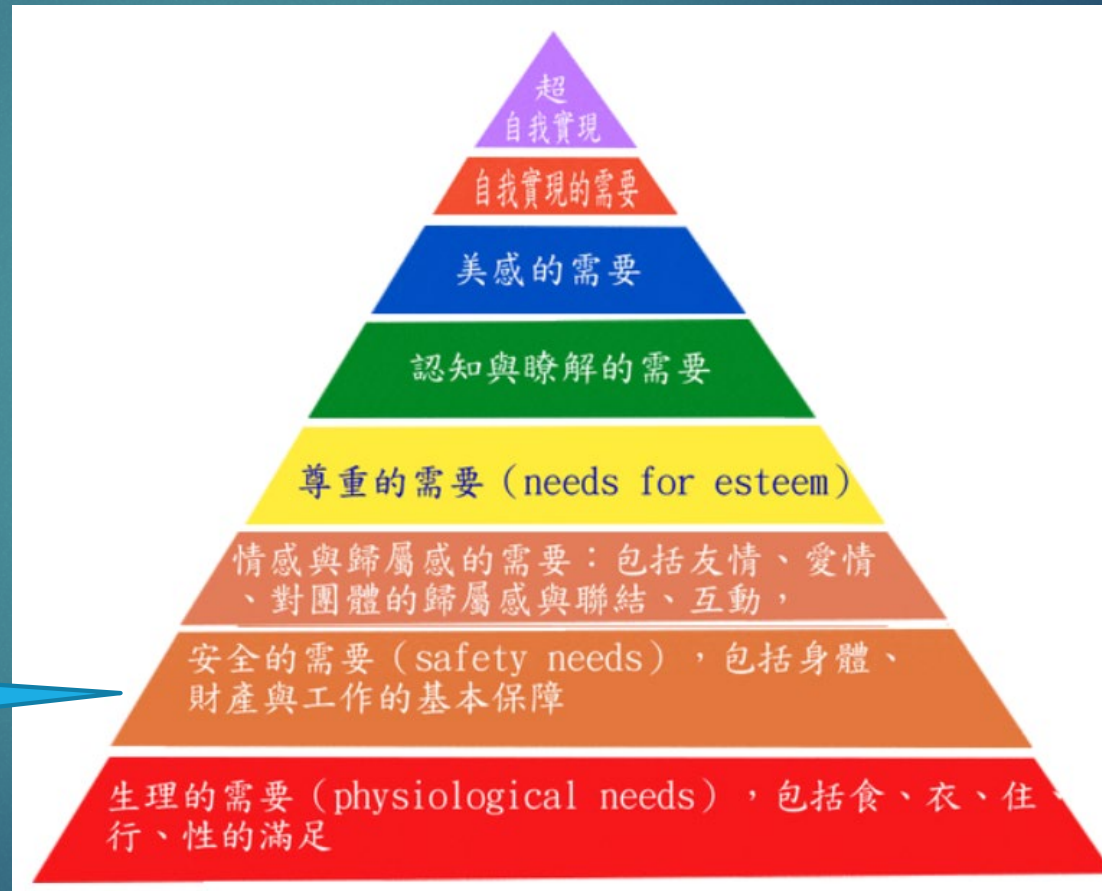 超
自我實現
自我實現的需要
美感的需要
認知與瞭解的需要
尊重的需要（needs for esteem）
情感與歸屬感的需要：包括友情、愛情
、對團體的歸屬感與聯結、互動，
安全的需要（safety needs），包括身體、
財產與工作的基本保障
生理的需要（physiological needs），包括食、衣、住、
行、性的滿足